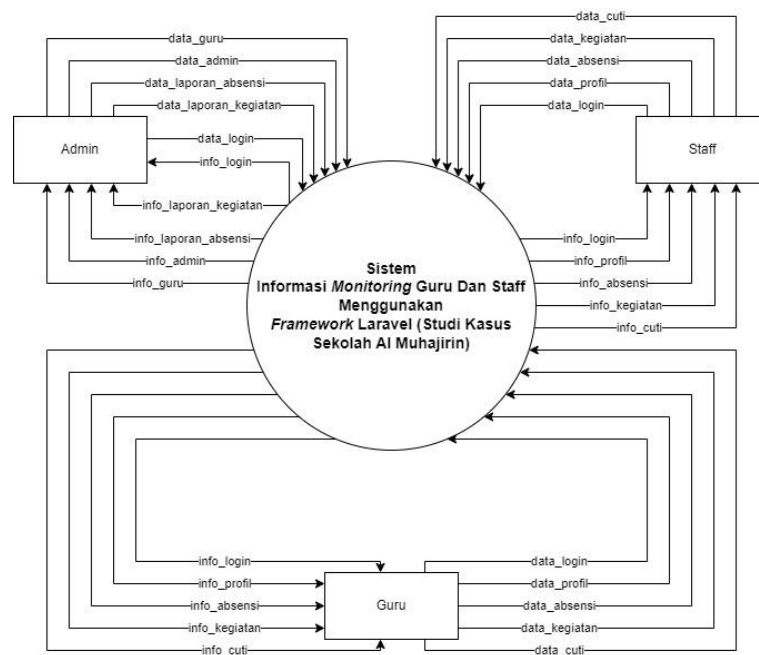 data_guru
data_admin
data_laporan_absensi
data_laporan_kegiatan
data_login
info_login
Admin
info_laporan_kegiatan
info_laporan_absensi
info_admin
info_guru
data_cuti
data_kegiatan
data_absensi
data_profil
data_login
Staff
info_login
info_profil
info_absensi
info_kegiatan
info_cuti
Sistem
Informasi Monitoring Guru Dan Staff
Menggunakan
Framework Laravel (Studi Kasus
Sekolah Al Muhajirin)
info_login
info_profil
info_absensi
info_kegiatan
info_cuti
Guru
data_login
data_profil
data_absensi
data_kegiatan
data_cuti